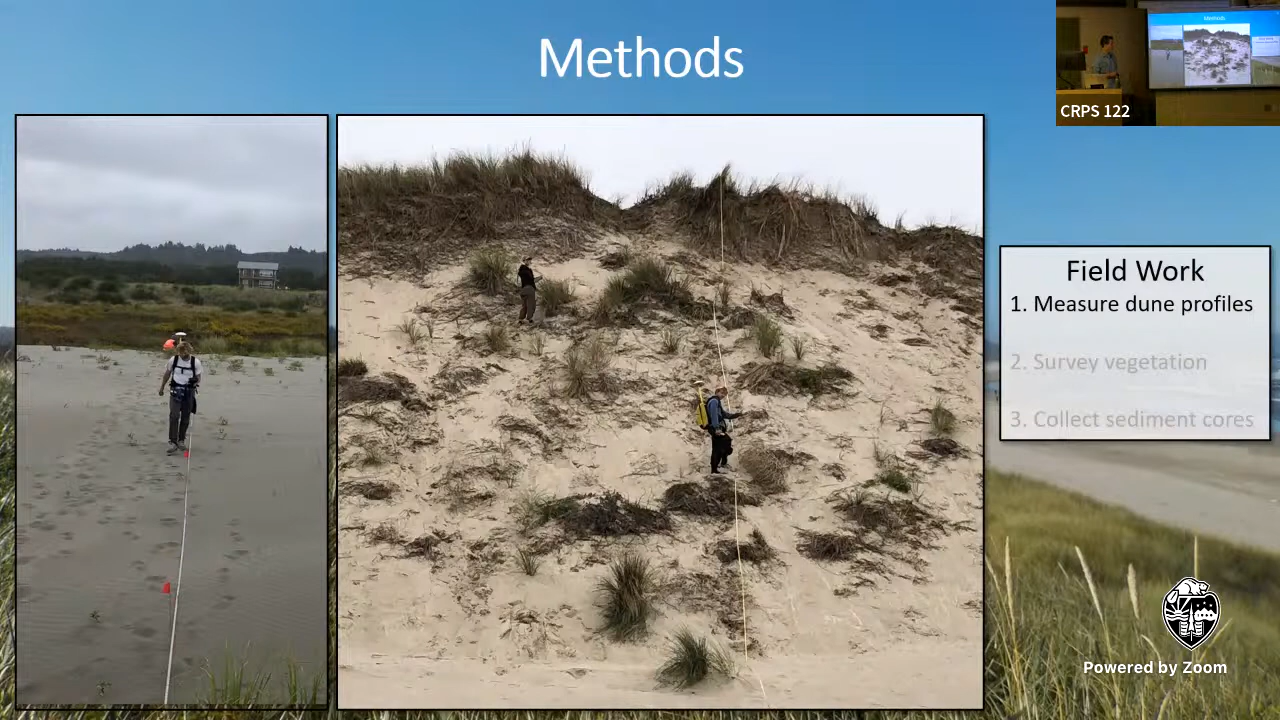 Methods
CRPS 122
Field Work
1. Measure dune profiles
2. Survey vegetation
3. Collect sediment cores
Powered by Zoom